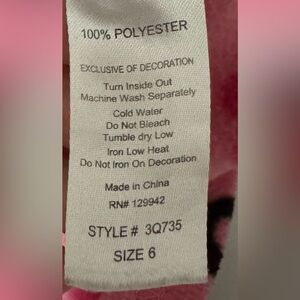 100% POLYESTER
EXCLUSIVE OF DECORATION
Turn Inside Out
Machine Wash Separately
Cold Water
Do Not Bleach
Tumble dry Low
Iron Low Heat
Do Not Iron On Decoration
Made in China
RN# 129942
STYLE # 3Q735
SIZE 6